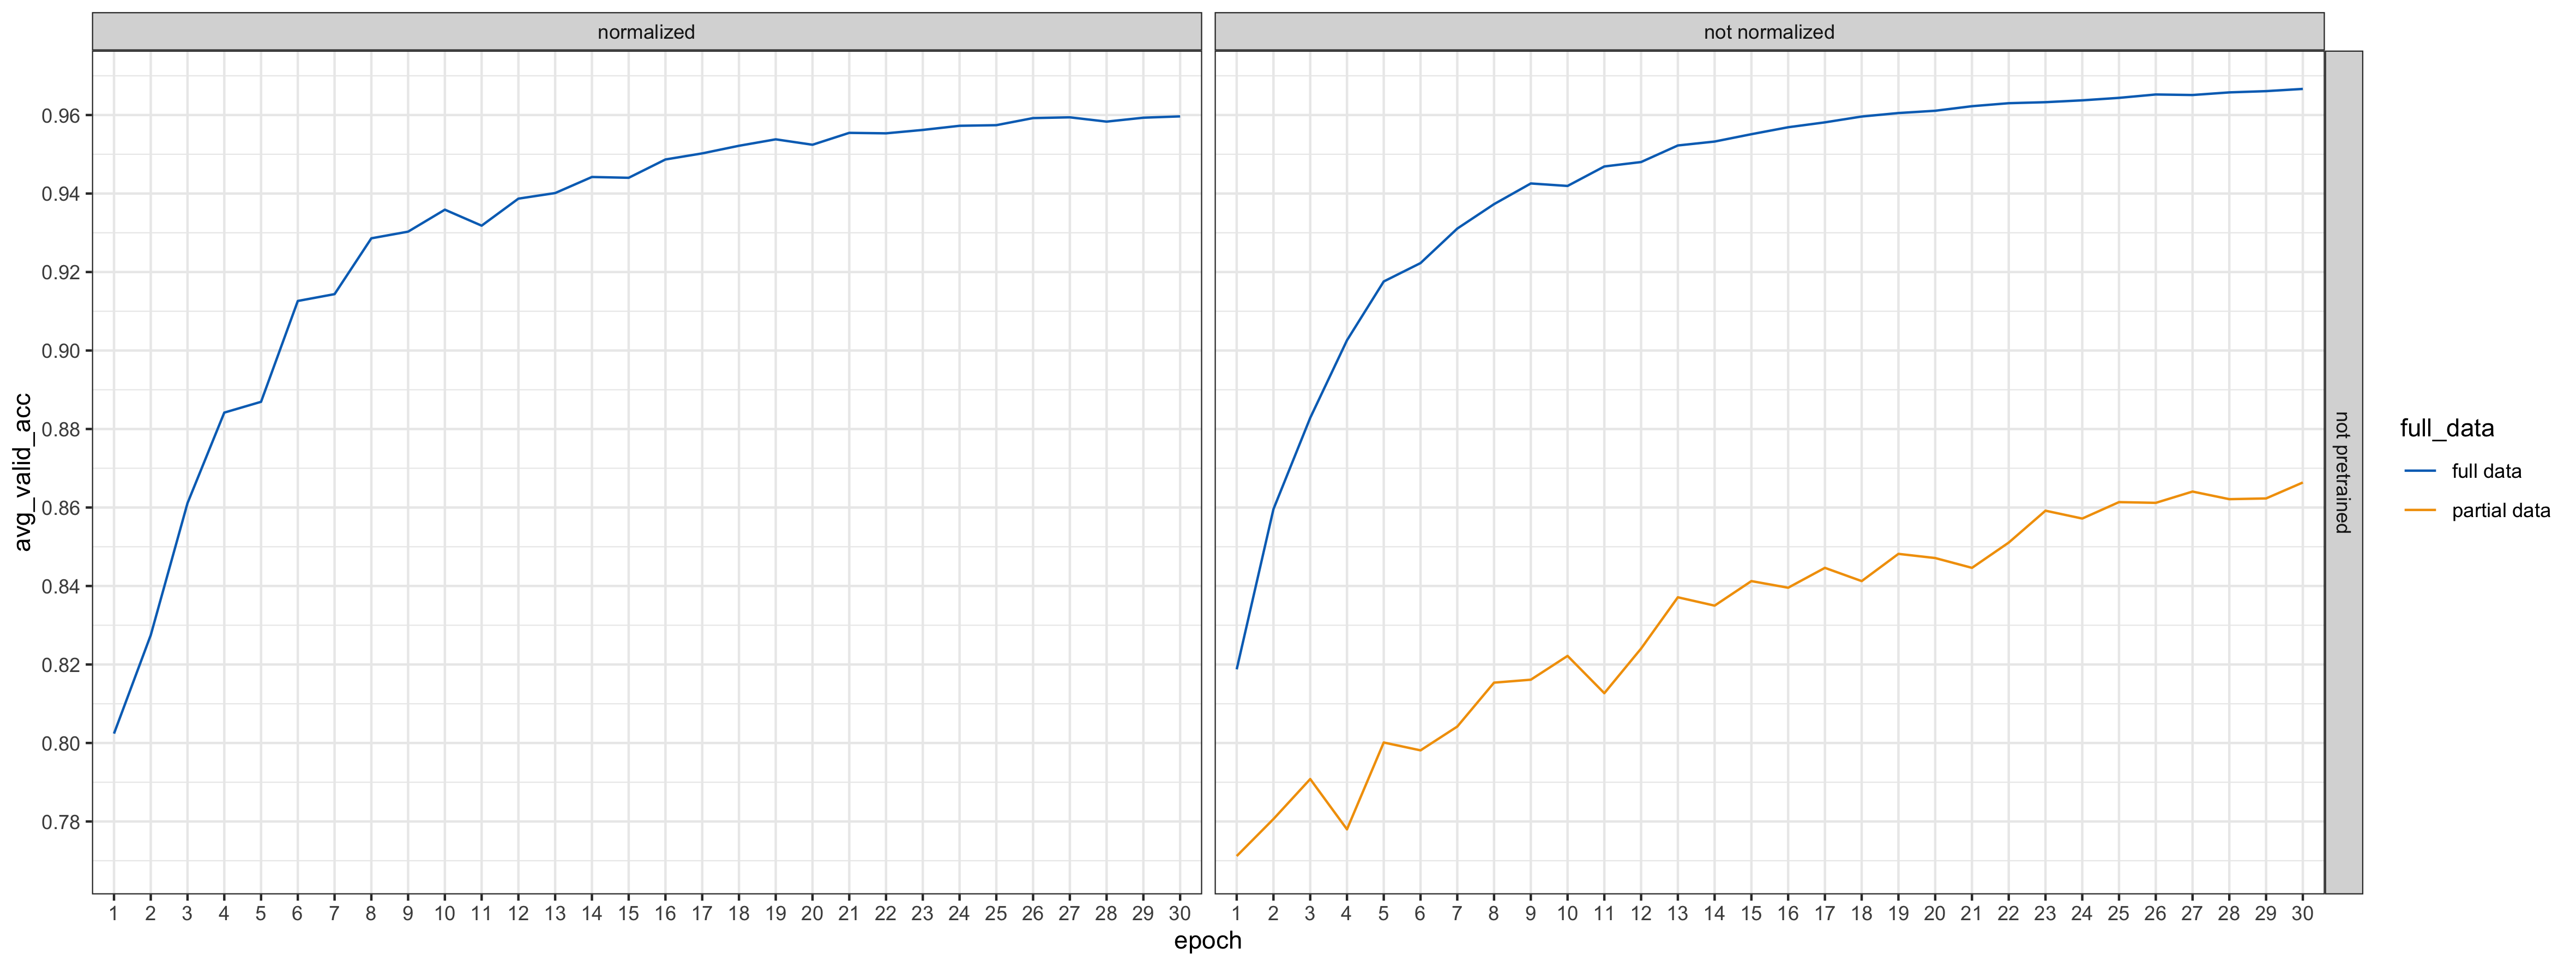 normalized
not normalized
avg_valid_acc
0.96
0.94
0.92
0.90
0.88
0.86
0.84
0.82
0.80
0.78
not pretrained
full_data
full data
partial data
1 2 3 4 5 6 7 8 9 10 11 12 13 14 15 16 17 18 19 20 21 22 23 24 25 26 27 28 29 30
1 2 3 4 5 6 7 8 9 10 11 12 13 14 15 16 17 18 19 20 21 22 23 24 25 26 27 28 29 30
epoch